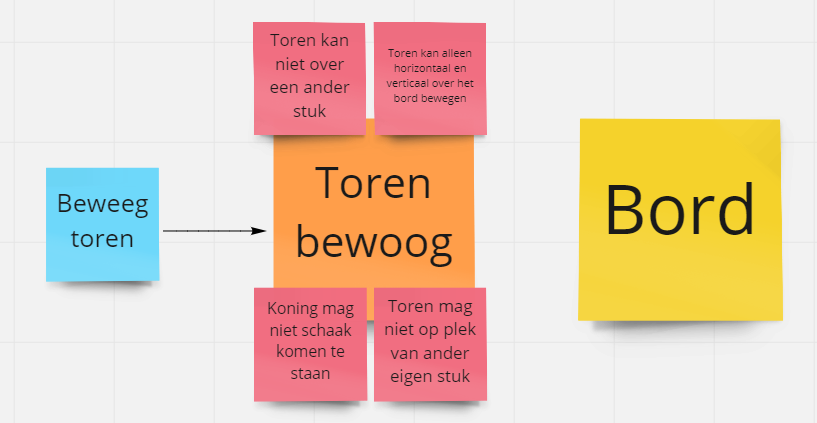 Toren kan
niet over
een ander
stuk
Toren kan alleen
horizontaal en
verticaal over het
bord bewegen
Beweeg
toren
Toren
bewoog
Bord
Koning mag
niet schaak
komen te
staan
Toren mag
niet op plek
van ander
eigen stuk